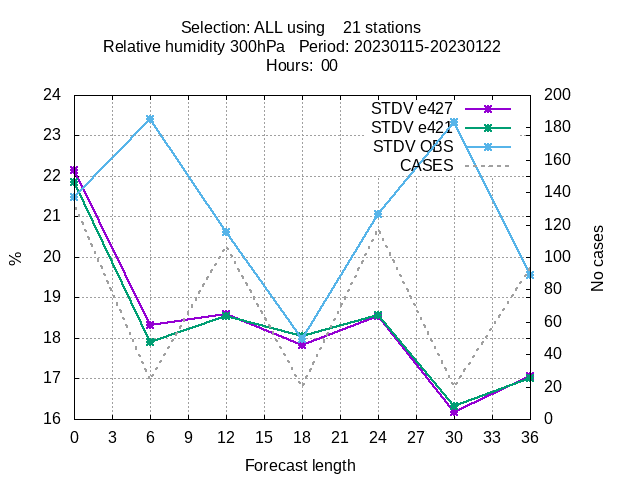 Selection: ALL using    21 stations
Relative humidity 300hPa   Period: 20230115-20230122
Hours:  00
24
23
22
21
20
19
18
17
16
%
200
180
160
140
120
100
80
60
40
20
0
No cases
STDV e427
STDV e421
STDV OBS
CASES
0 3 6 9 12 15 18 21 24 27 30 33 36
Forecast length